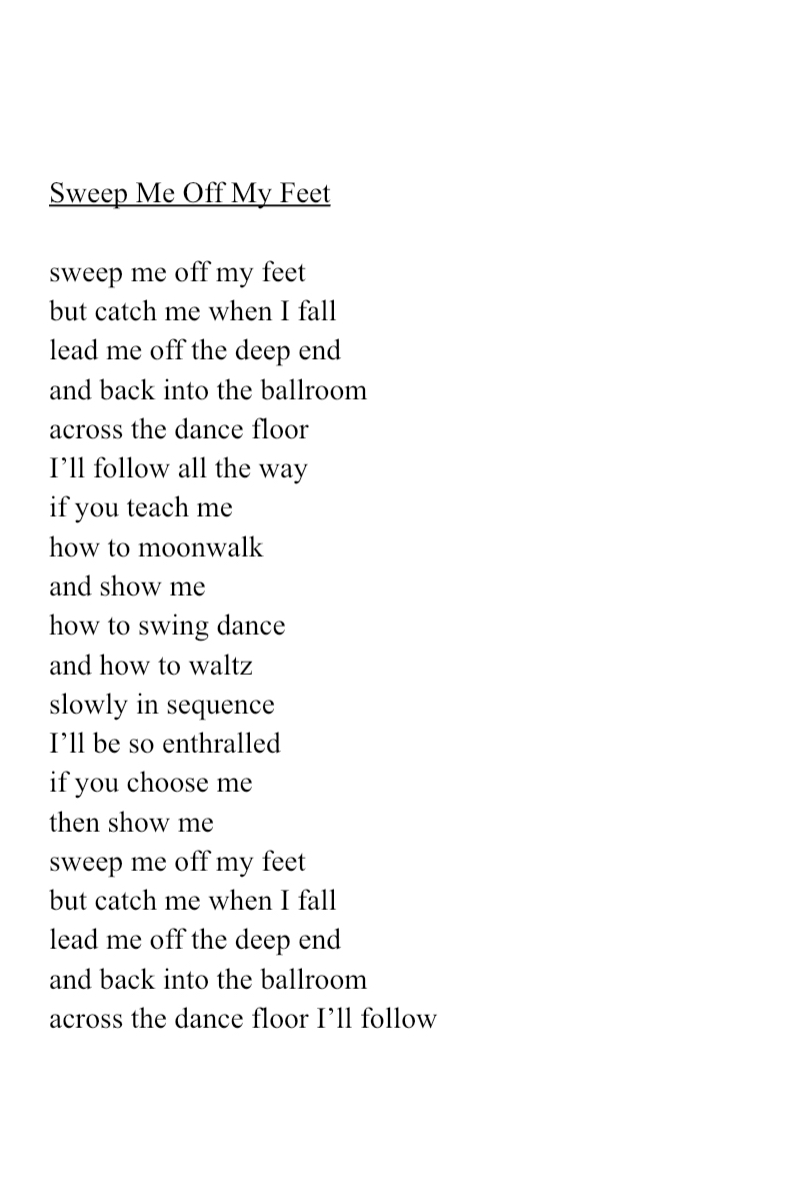 Sweep Me Off My Feet
sweep me off my feet
but catch me when I fall
lead me off the deep end
and back into the ballroom
across the dance floor
I’ll follow all the way
if you teach me
how to moonwalk
and show me
how to swing dance
and how to waltz
slowly in sequence
I’ll be so enthralled
if you choose me
then show me
sweep me off my feet
but catch me when I fall
lead me off the deep end
and back into the ballroom
across the dance floor I’ll follow